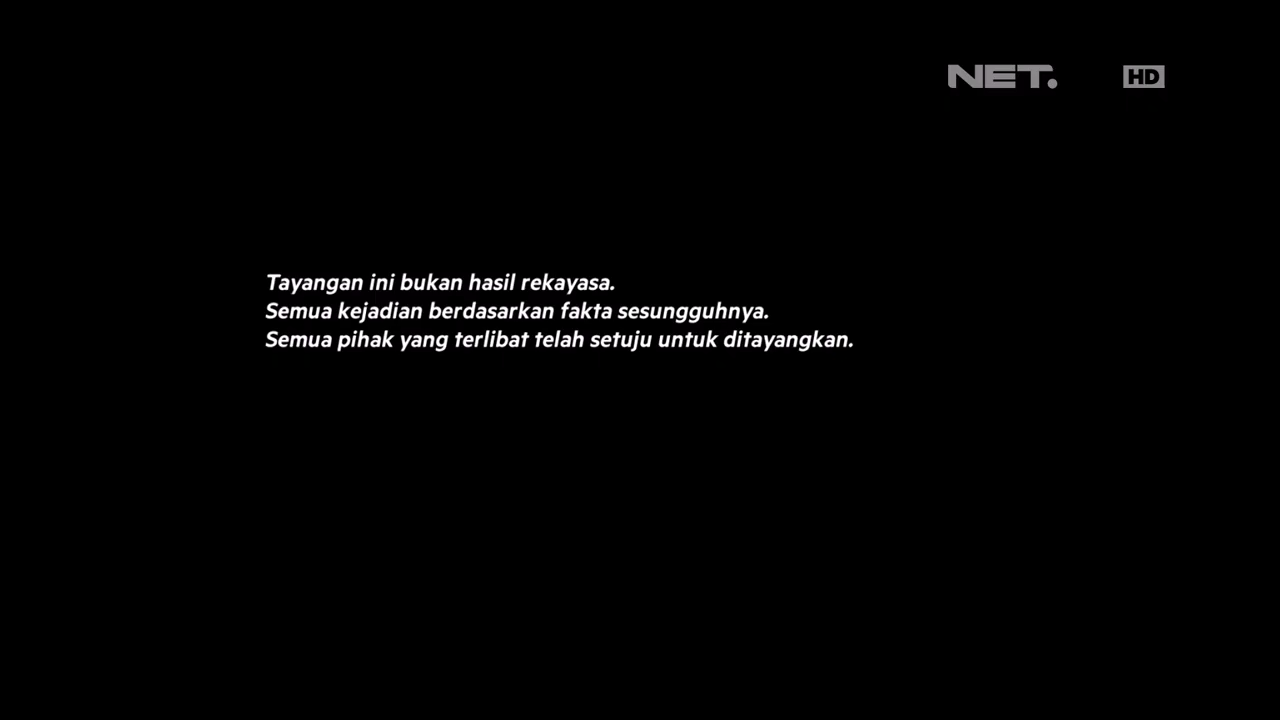 NET. HD
Tayangan ini bukan hasil rekayasa.
Semua kejadian berdasarkan fakta sesungguhnya.
Semua pihak yang terlibat telah setuju untuk ditayangkan.